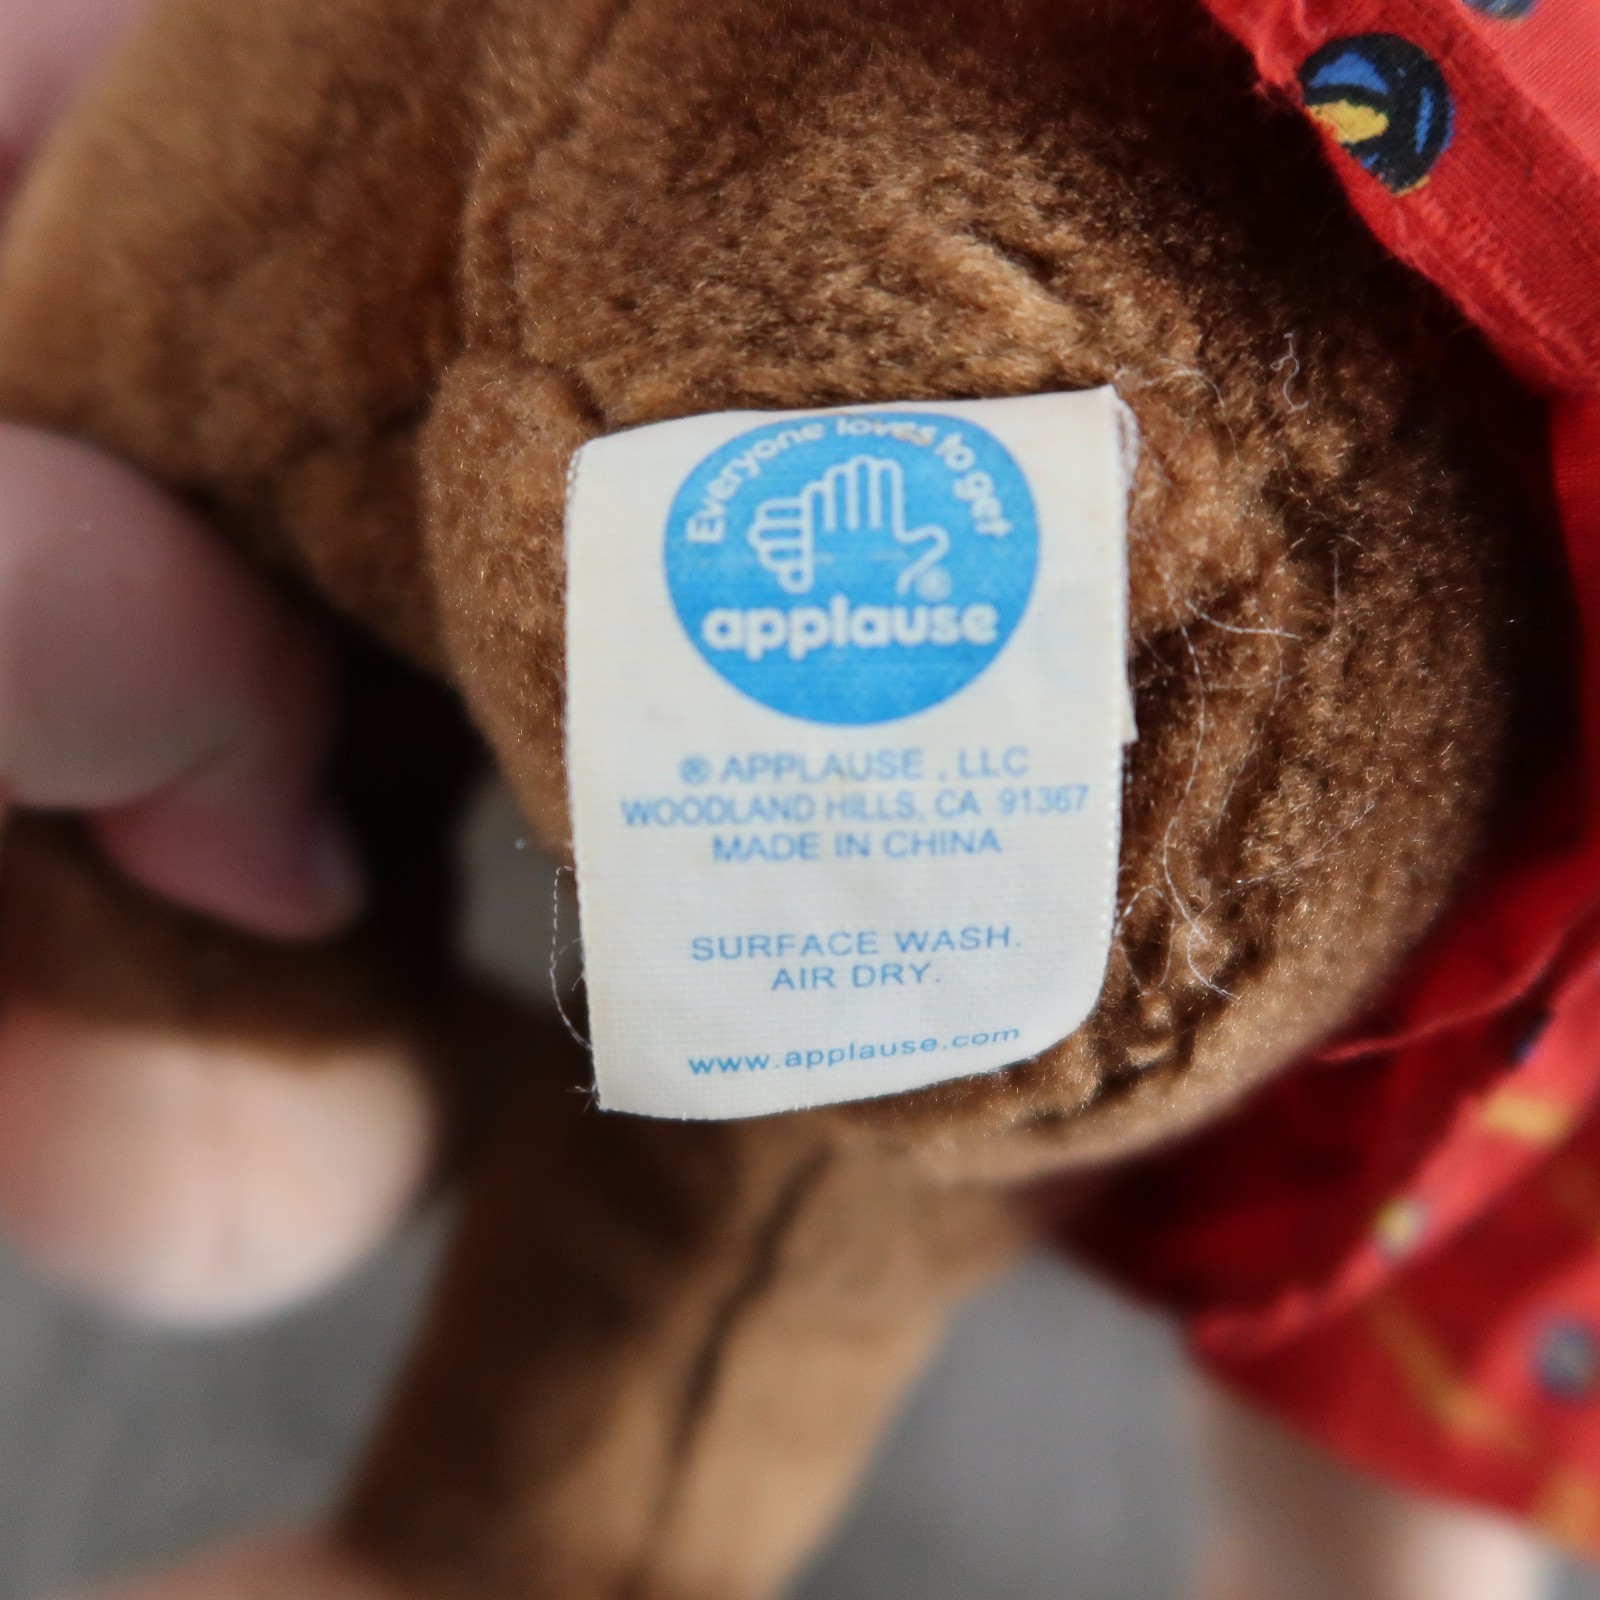 Everyone loves to get
®
applause
® APPLAUSE , LLC
WOODLAND HILLS, CA 91367
MADE IN CHINA
SURFACE WASH.
AIR DRY.
www.applause.com